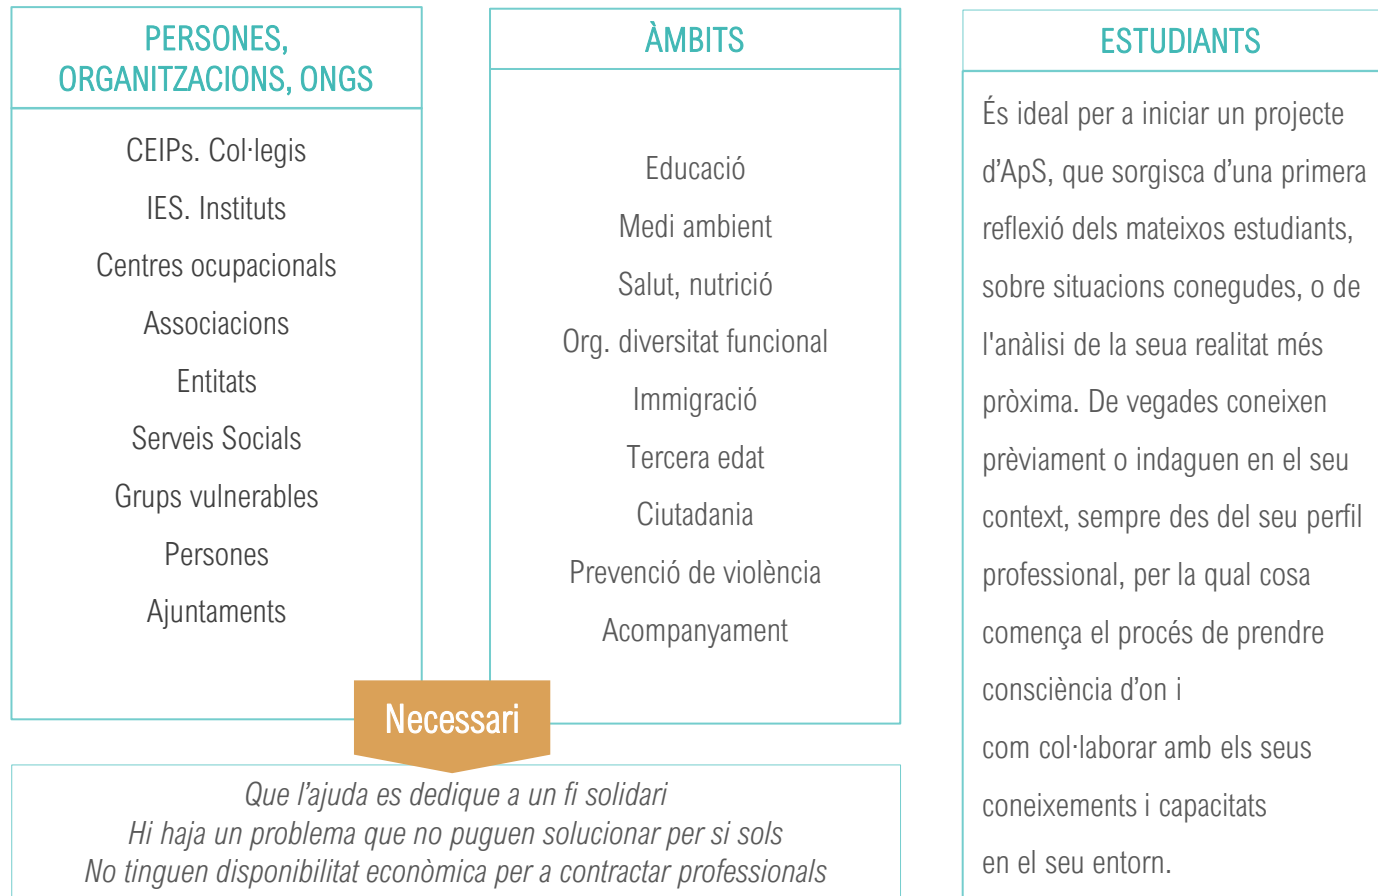 PERSONES,
ORGANITZACIONS, ONGS
CEIPs. Col·legis
IES. Instituts
Centres ocupacionals
Associacions
Entitats
Serveis Socials
Grups vulnerables
Persones
Ajuntaments
ÀMBITS
Educació
Medi ambient
Salut, nutrició
Org. diversitat funcional
Immigració
Tercera edat
Ciutadania
Prevenció de violència
Acompanyament
Necessari
Que l’ajuda es dedique a un fi solidari
Hi haja un problema que no puguen solucionar per si sols
No tinguen disponibilitat econòmica per a contractar professionals
ESTUDIANTS
És ideal per a iniciar un projecte
d’ApS, que sorgisca d’una primera
reflexió dels mateixos estudiants,
sobre situacions conegudes, o de
l'anàlisi de la seua realitat més
pròxima. De vegades coneixen
prèviament o indaguen en el seu
context, sempre des del seu perfil
professional, per la qual cosa
comença el procés de prendre
consciència d’on i
com col·laborar amb els seus
coneixements i capacitats
en el seu entorn.